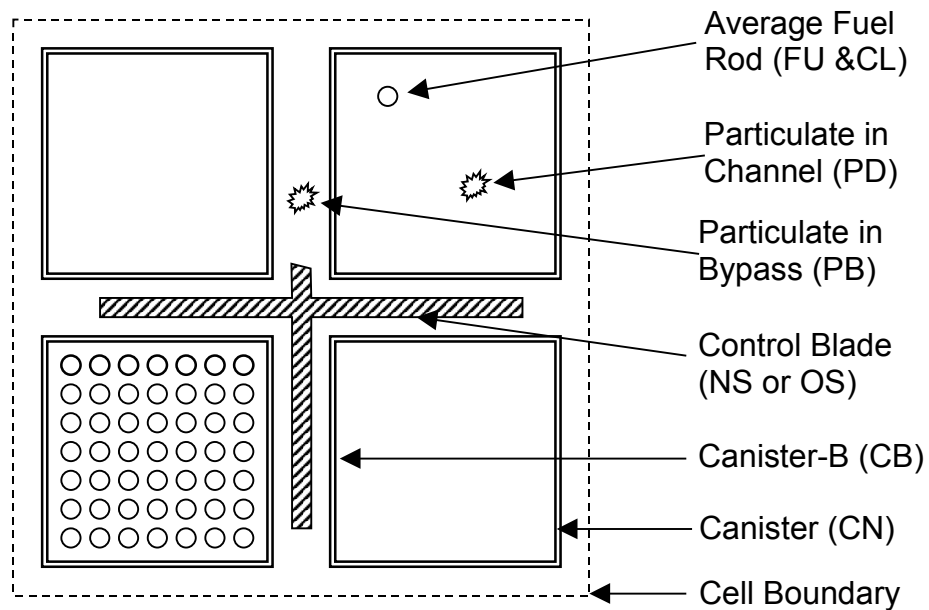 Average Fuel
Rod (FU &CL)
Particulate in
Channel (PD)
Particulate in
Bypass (PB)
Control Blade
(NS or OS)
Canister-B (CB)
Canister (CN)
Cell Boundary